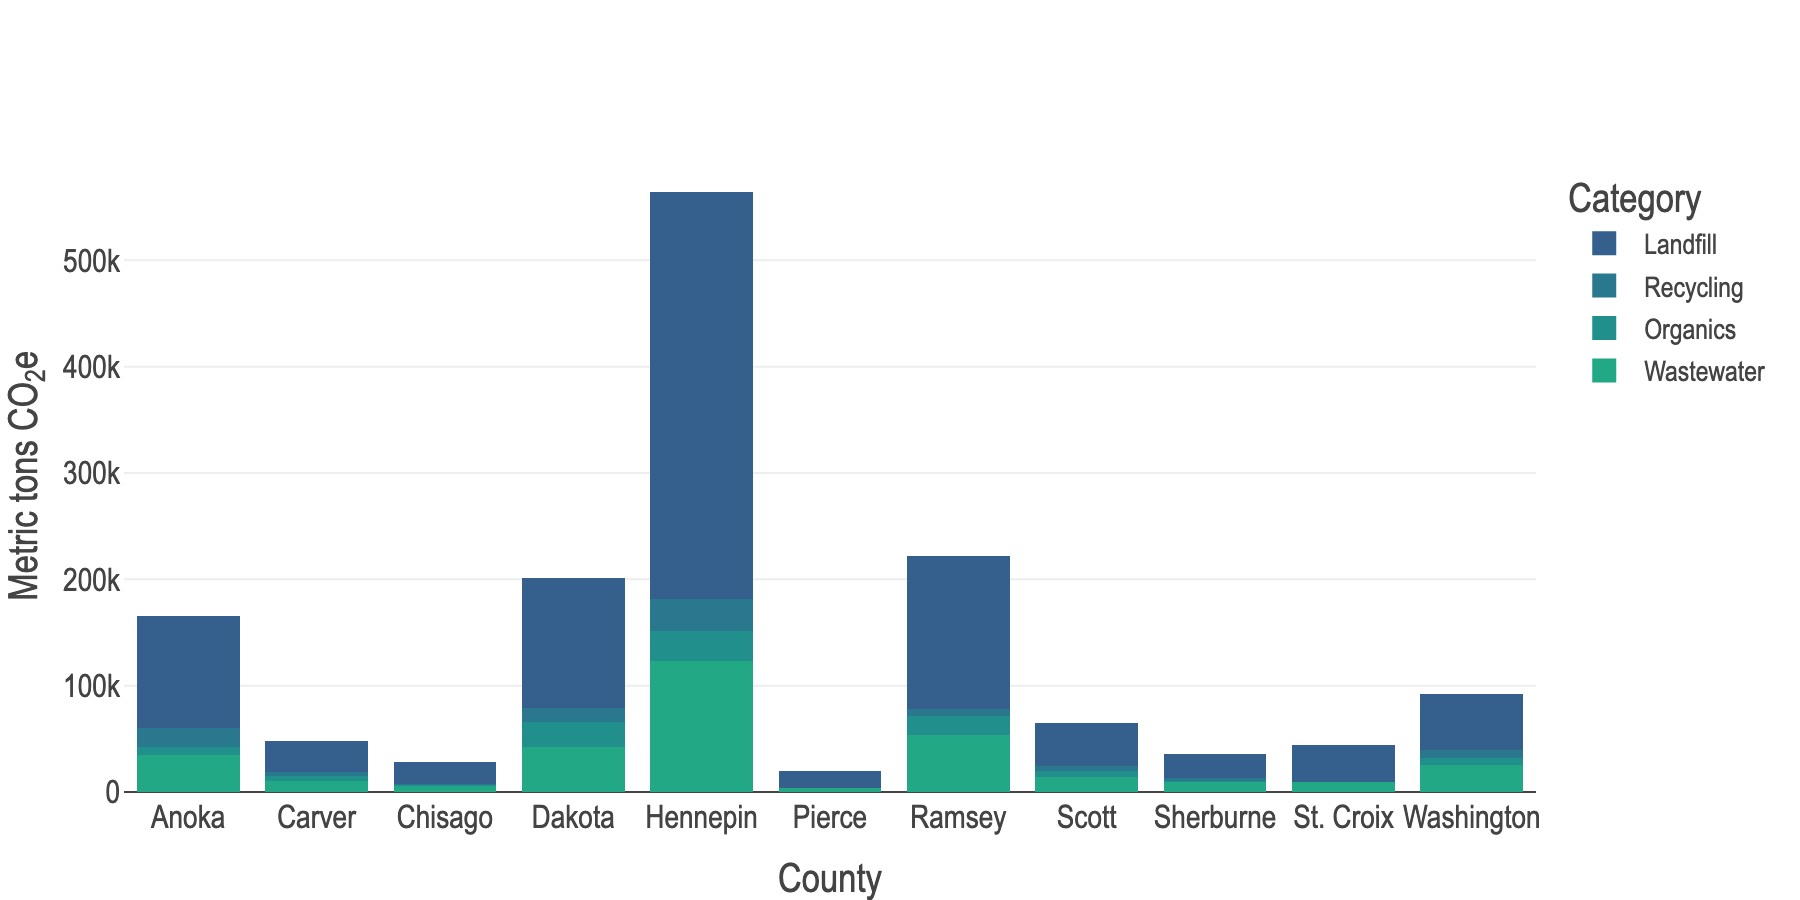 Category
Landfill
Recycling
Organics
Wastewater
Metric tons CO₂e
500k
400k
300k
200k
100k
0
Anoka Carver Chisago Dakota Hennepin Pierce Ramsey Scott Sherburne St. Croix Washington
County